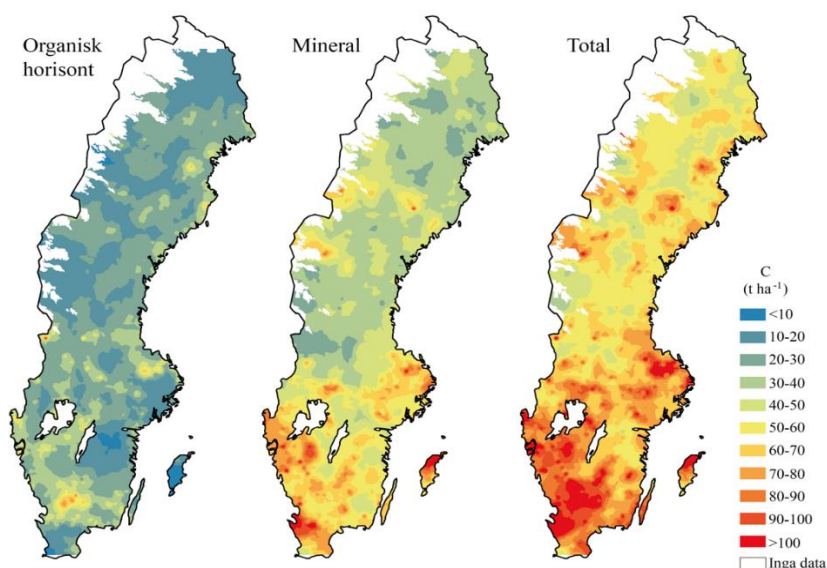 Organisk
horisont
Mineral
Total
C
(t ha⁻¹)
<10
10-20
20-30
30-40
40-50
50-60
60-70
70-80
80-90
90-100
>100
Inga data